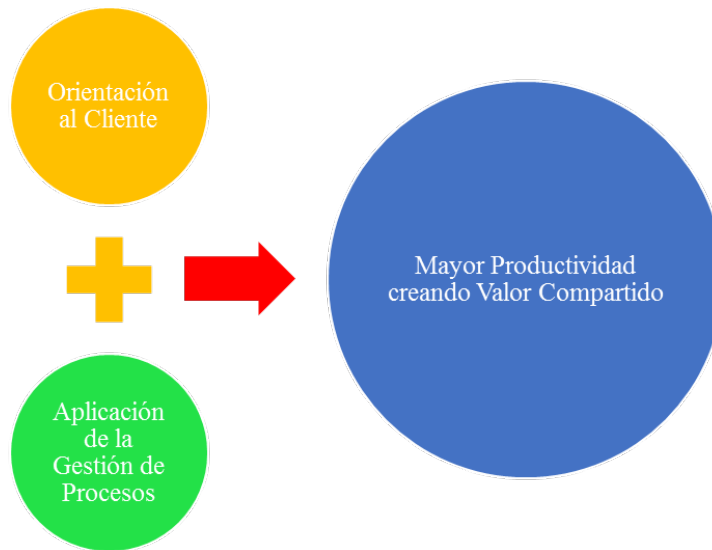 Orientación
al Cliente
Mayor Productividad
creando Valor Compartido
Aplicación
de la
Gestión de
Procesos